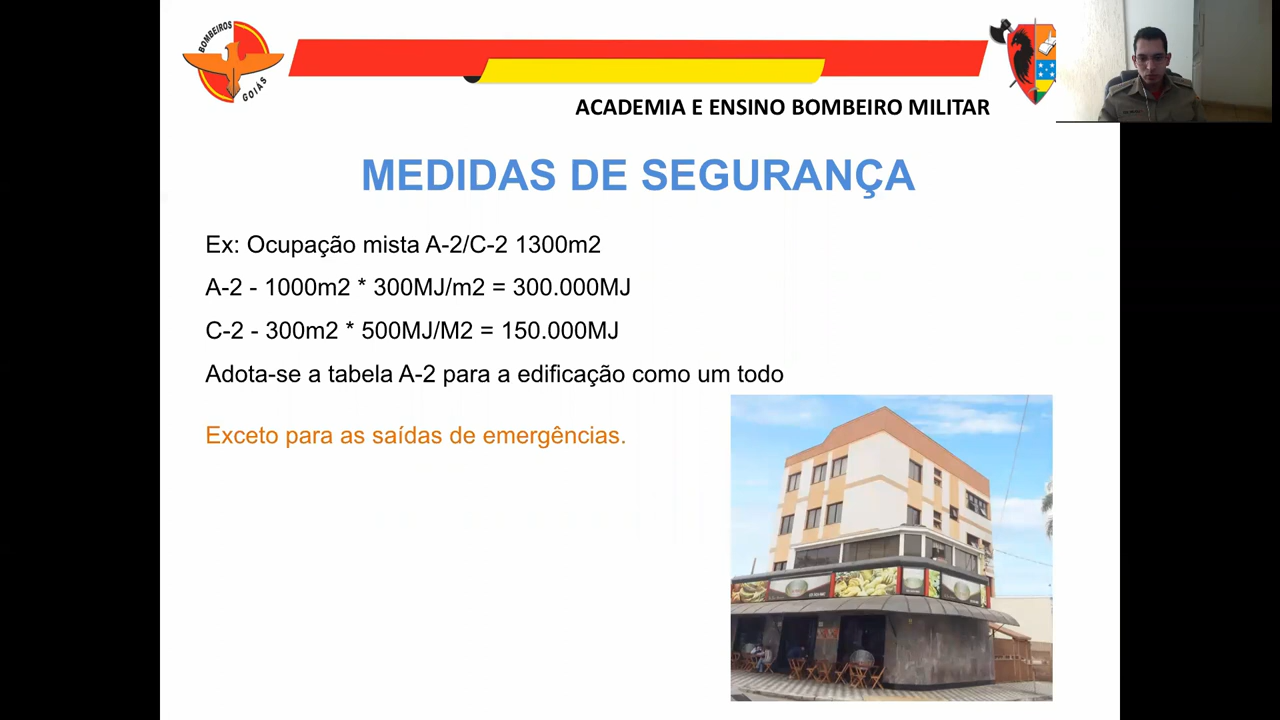 BOMBEIROS
GOIÁS
ACADEMIA E ENSINO BOMBEIRO MILITAR
MEDIDAS DE SEGURANÇA
Ex: Ocupação mista A-2/C-2 1300m2
A-2 - 1000m2 * 300MJ/m2 = 300.000MJ
C-2 - 300m2 * 500MJ/M2 = 150.000MJ
Adota-se a tabela A-2 para a edificação como um todo
Exceto para as saídas de emergências.